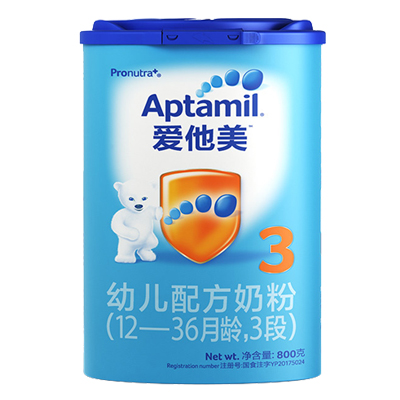 Pronutra+®
Aptamil®
爱他美™
3
幼儿配方奶粉
(12—36月龄,3段)
Net wt. 净含量: 800克
Registration number 注册号:国食注字YP20175024